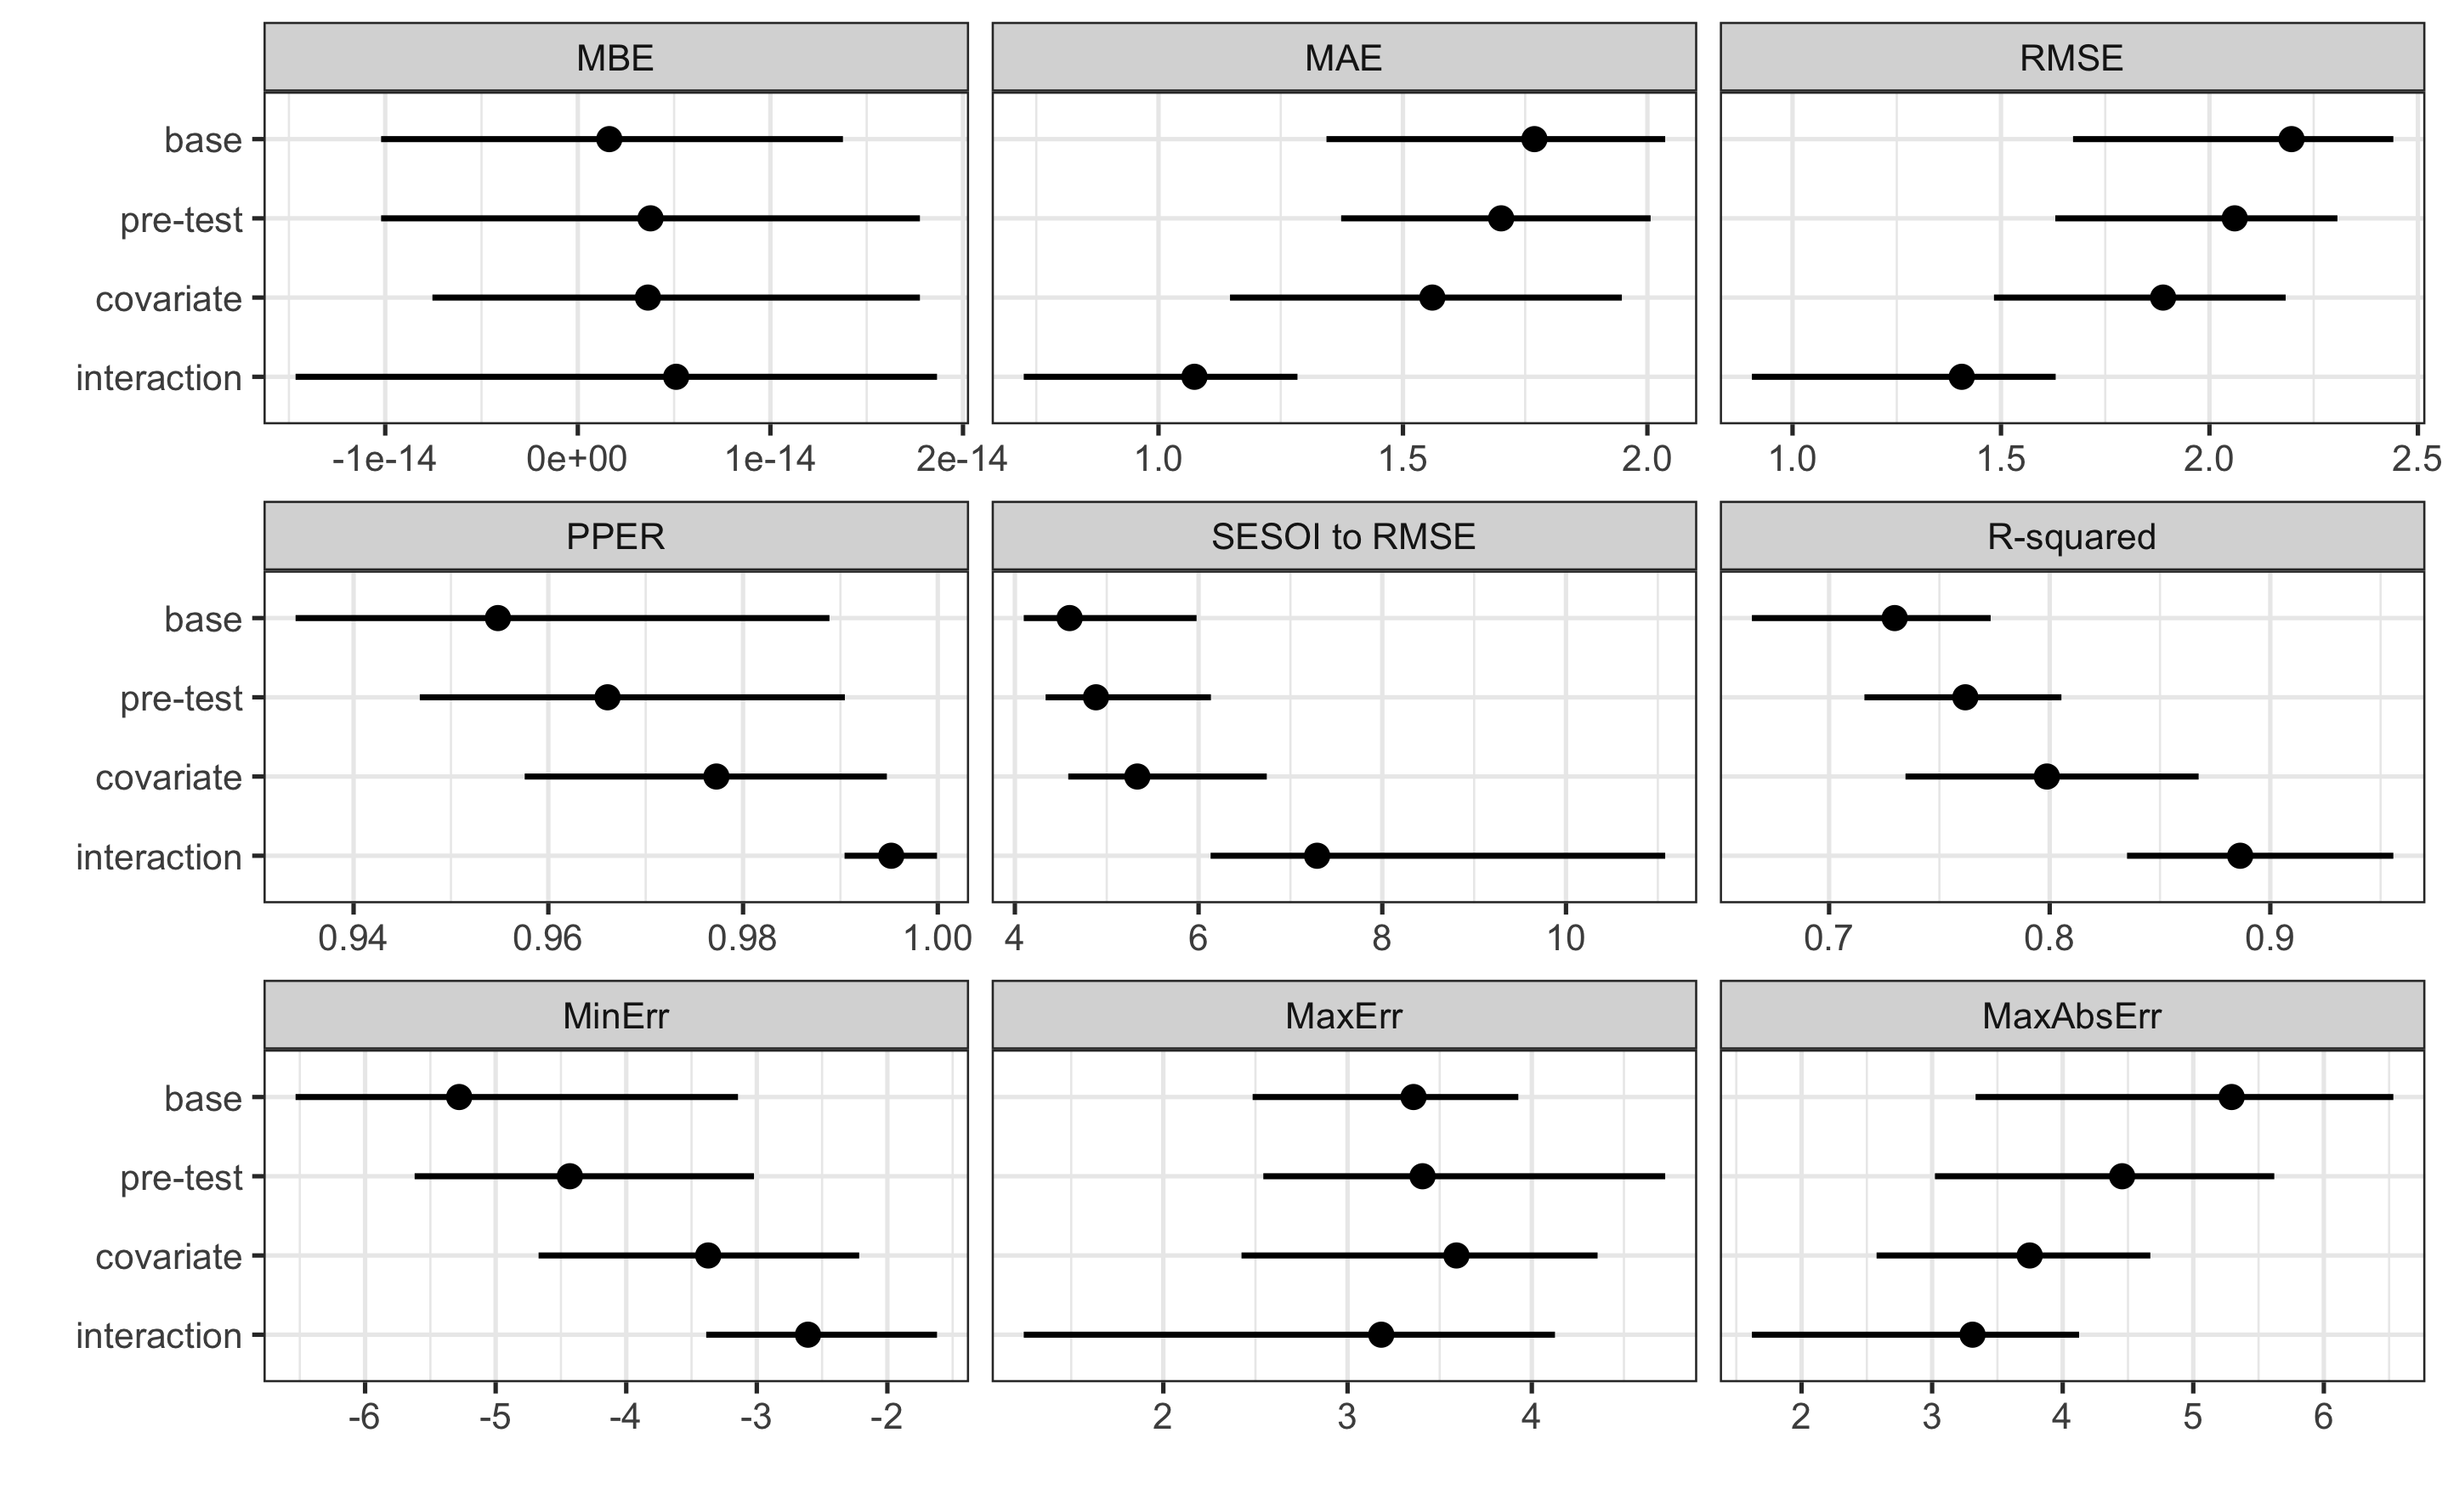 MBE MAE RMSE
base
pre-test
covariate
interaction
-1e-14 0e+00 1e-14 2e-14 1.0 1.5 2.0 1.0 1.5 2.0 2.5
PPER SESOI to RMSE R-squared
base
pre-test
covariate
interaction
0.94 0.96 0.98 1.00 4 6 8 10 0.7 0.8 0.9
MinErr MaxErr MaxAbsErr
base
pre-test
covariate
interaction
-6 -5 -4 -3 -2 2 3 4 2 3 4 5 6